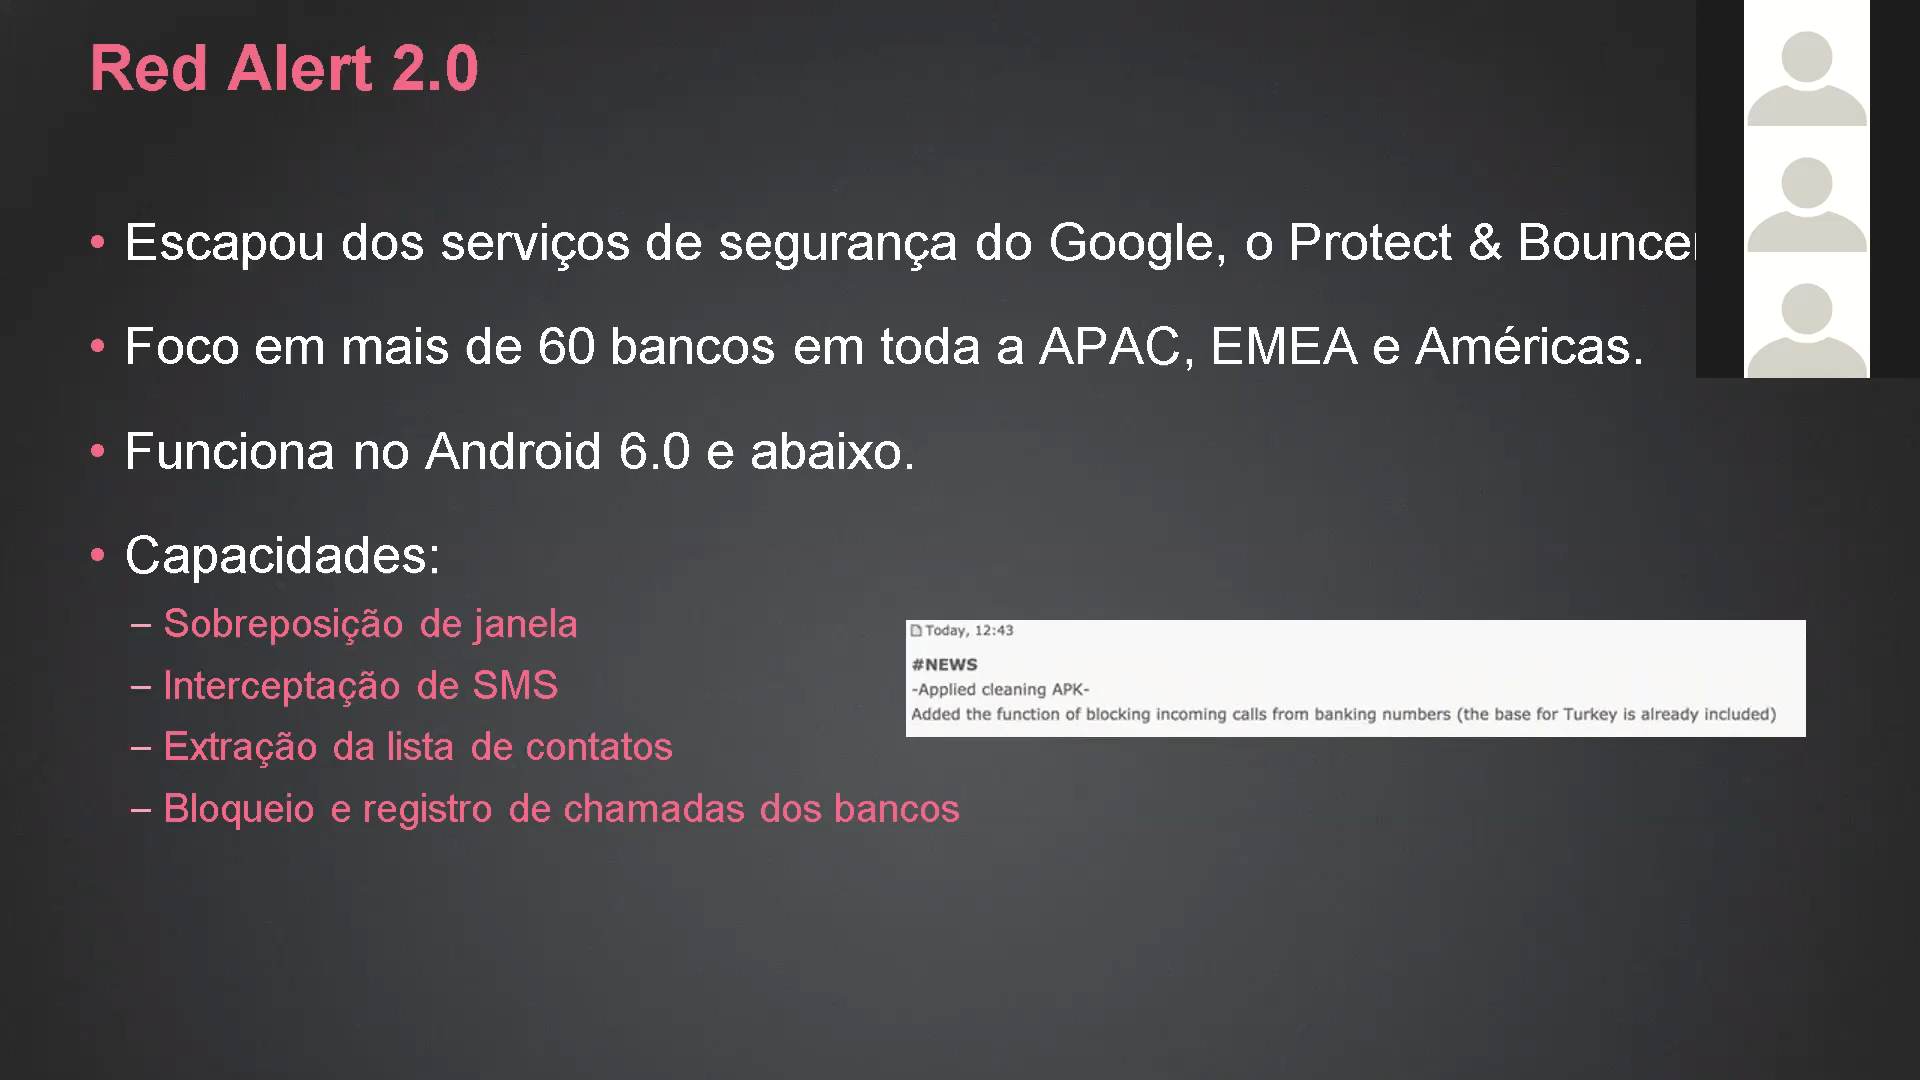 Red Alert 2.0
• Escapou dos serviços de segurança do Google, o Protect & Bouncer
• Foco em mais de 60 bancos em toda a APAC, EMEA e Américas.
• Funciona no Android 6.0 e abaixo.
• Capacidades:
– Sobreposição de janela
– Interceptação de SMS
– Extração da lista de contatos
– Bloqueio e registro de chamadas dos bancos
Today, 12:43
#NEWS
-Applied cleaning APK-
Added the function of blocking incoming calls from banking numbers (the base for Turkey is already included)